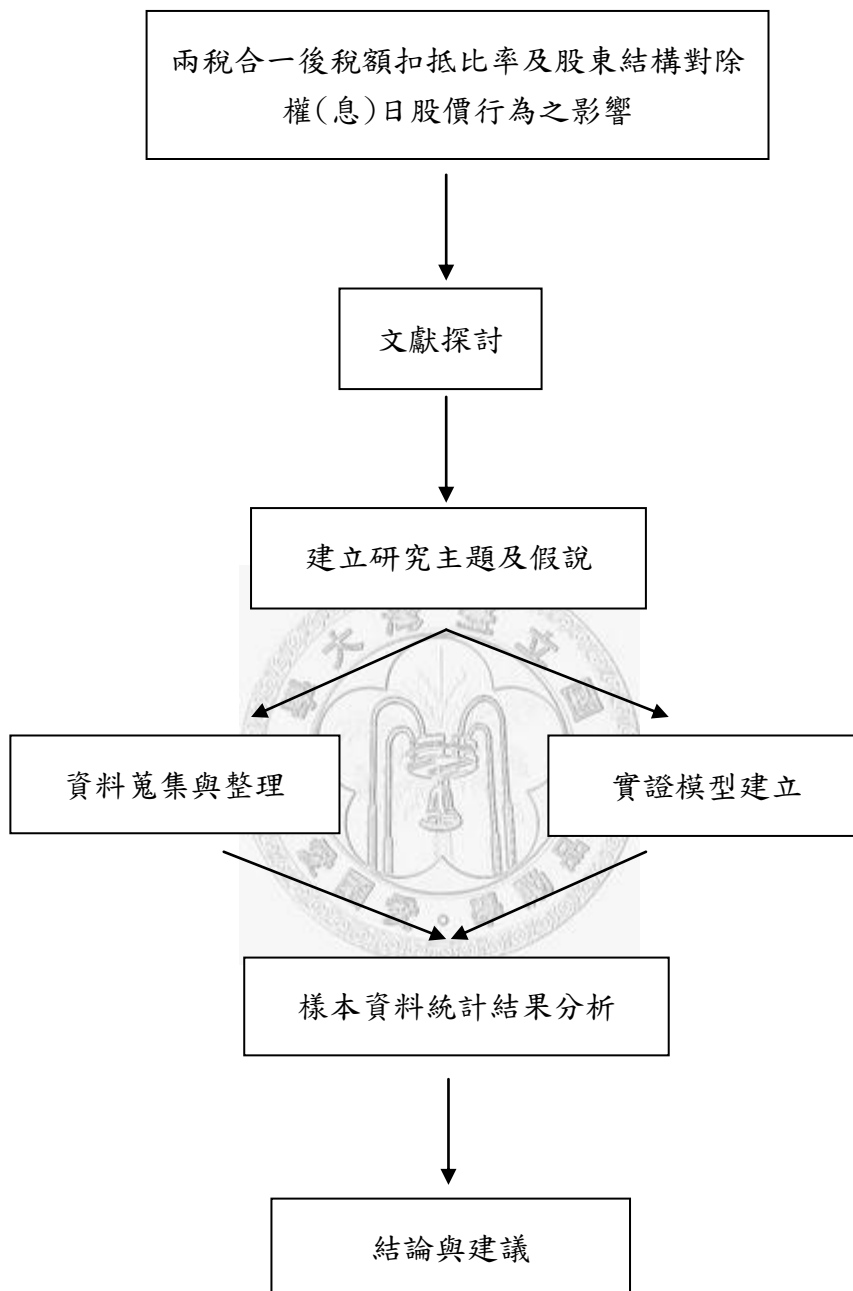 兩稅合一後稅額扣抵比率及股東結構對除
權(息)日股價行為之影響
文獻探討
建立研究主題及假說
資料蒐集與整理
實證模型建立
樣本資料統計結果分析
結論與建議